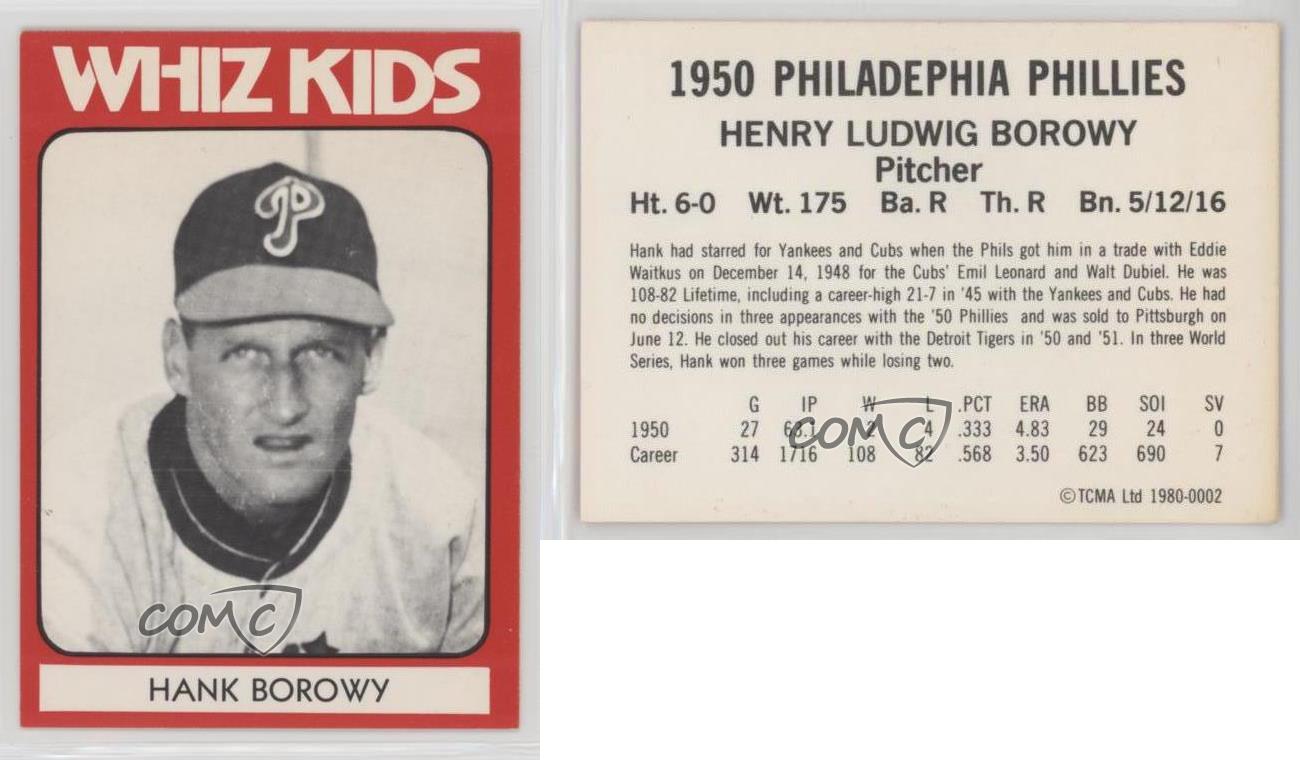 WHIZ KIDS
P
COMC
HANK BOROWY
1950 PHILADEPHIA PHILLIES
HENRY LUDWIG BOROWY
Pitcher
Ht. 6-0 Wt. 175 Ba. R Th. R Bn. 5/12/16
Hank had starred for Yankees and Cubs when the Phils got him in a trade with Eddie
Waitkus on December 14, 1948 for the Cubs' Emil Leonard and Walt Dubiel. He was
108-82 Lifetime, including a career-high 21-7 in '45 with the Yankees and Cubs. He had
no decisions in three appearances with the '50 Phillies and was sold to Pittsburgh on
June 12. He closed out his career with the Detroit Tigers in '50 and '51. In three World
Series, Hank won three games while losing two.
G IP W L .PCT ERA BB SOI SV
1950 27 63.1 2 4 .333 4.83 29 24 0
COMC
Career 314 1716 108 82 .568 3.50 623 690 7
©TCMA Ltd 1980-0002